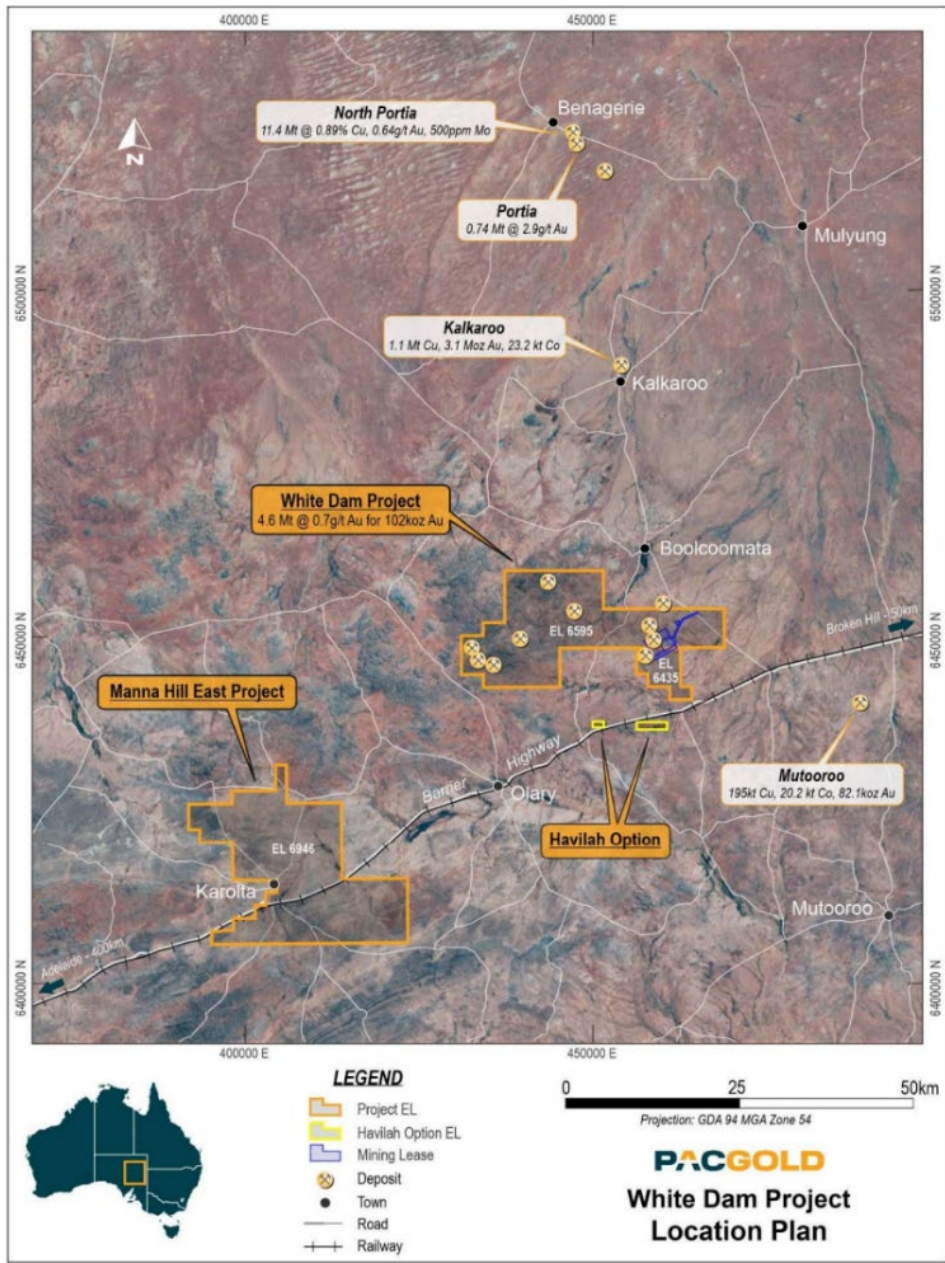 400000 E
450000 E
North Portia
11.4 Mt @ 0.89% Cu, 0.64g/t Au, 500ppm Mo
Benagerie
N
Portia
0.74 Mt @ 2.9g/t Au
Mulyung
6500000 N
6500000 N
Kalkaroo
1.1 Mt Cu, 3.1 Moz Au, 23.2 kt Co
Kalkaroo
White Dam Project
4.6 Mt @ 0.7g/t Au for 102koz Au
Boolcoomata
Broken Hill - 50km
EL 6595
6450000 N
6450000 N
EL
6435
Manna Hill East Project
Mutooroo
195kt Cu, 20.2 kt Co, 82.1koz Au
Barrier Highway
Olary
Havilah Option
EL 6946
Karolta
Mutooroo
Adelaide - 400km
6400000 N
6400000 N
400000 E
450000 E
LEGEND
Project EL
Havilah Option EL
Mining Lease
Deposit
Town
Road
Railway
0
25
50km
Projection: GDA 94 MGA Zone 54
PACGOLD
White Dam Project
Location Plan